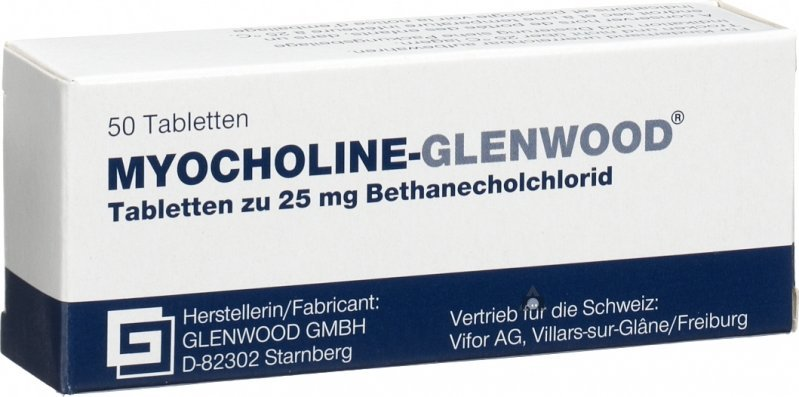 50 Tabletten
MYOCHOLINE-GLENWOOD®
Tabletten zu 25 mg Bethanecholchlorid
Herstellerin/Fabricant:
GLENWOOD GMBH
D-82302 Starnberg
Vertrieb für die Schweiz:
Vifor AG, Villars-sur-Glâne/Freiburg